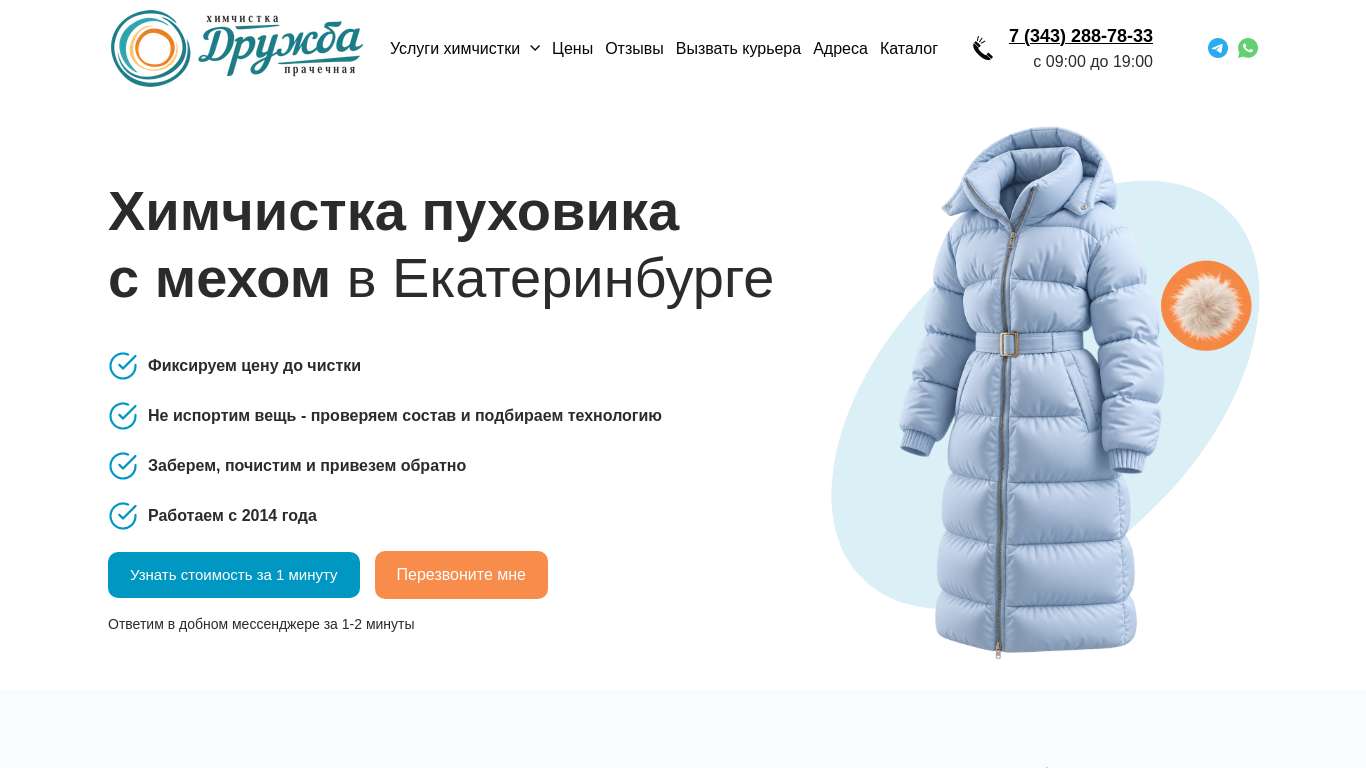 химчистка
Дружба
прачечная
Услуги химчистки
Цены
Отзывы
Вызвать курьера
Адреса
Каталог
7 (343) 288-78-33
с 09:00 до 19:00
Химчистка пуховика
с мехом в Екатеринбурге
Фиксируем цену до чистки
Не испортим вещь - проверяем состав и подбираем технологию
Заберем, почистим и привезем обратно
Работаем с 2014 года
Узнать стоимость за 1 минуту
Перезвоните мне
Ответим в добном мессенджере за 1-2 минуты